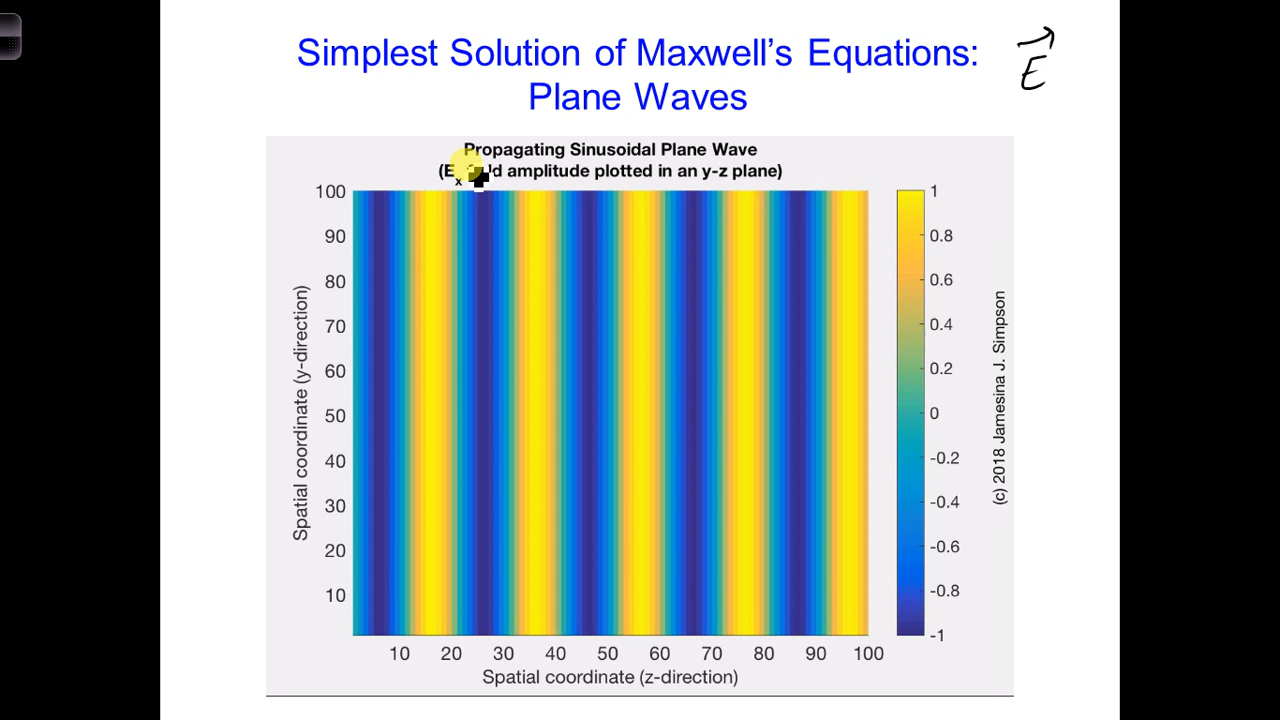 Simplest Solution of Maxwell's Equations:
Plane Waves
E
Propagating Sinusoidal Plane Wave
(Ex amplitude plotted in an y-z plane)
100
90
80
70
60
50
40
30
20
10
Spatial coordinate (y-direction)
10 20 30 40 50 60 70 80 90 100
Spatial coordinate (z-direction)
1
0.8
0.6
0.4
0.2
0
-0.2
-0.4
-0.6
-0.8
-1
(c) 2018 Jamesina J. Simpson